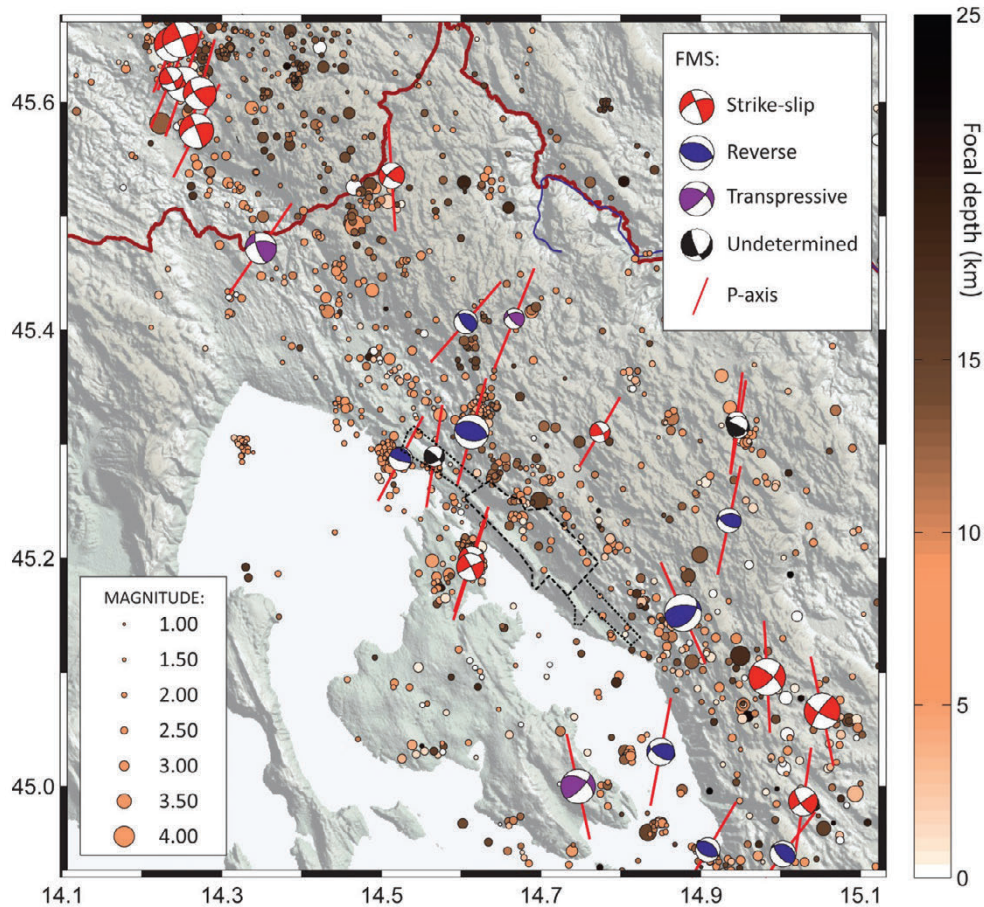 FMS:
Strike-slip
Reverse
Transpressive
Undetermined
P-axis
45.6
45.4
45.2
45.0
MAGNITUDE:
1.00
1.50
2.00
2.50
3.00
3.50
4.00
14.1 14.3 14.5 14.7 14.9 15.1
25
15
10
5
0
Focal depth (km)